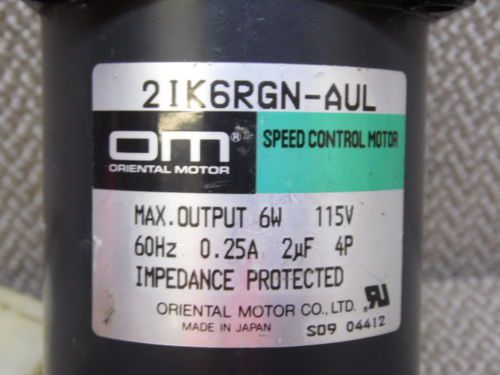 2IK6RGN-AUL
om®
ORIENTAL MOTOR
SPEED CONTROL MOTOR
MAX.OUTPUT 6W 115V
60Hz 0.25A 2µF 4P
IMPEDANCE PROTECTED
ORIENTAL MOTOR CO.,LTD.
MADE IN JAPAN
S09 04412